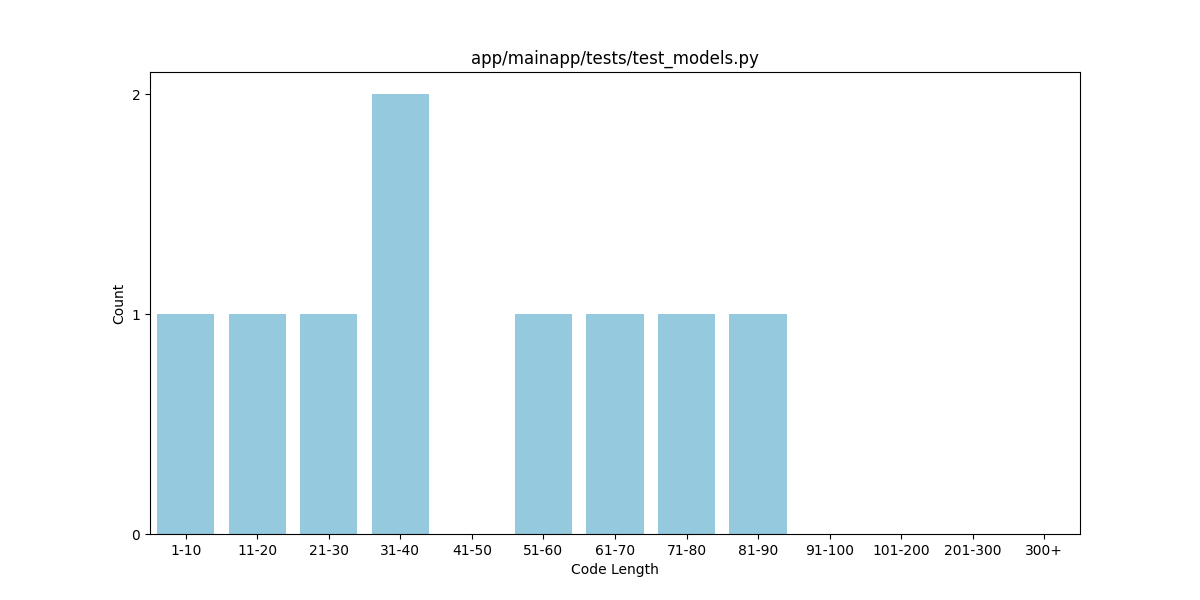 app/mainapp/tests/test_models.py
Count
2
1
0
1-10 11-20 21-30 31-40 41-50 51-60 61-70 71-80 81-90 91-100 101-200 201-300 300+
Code Length